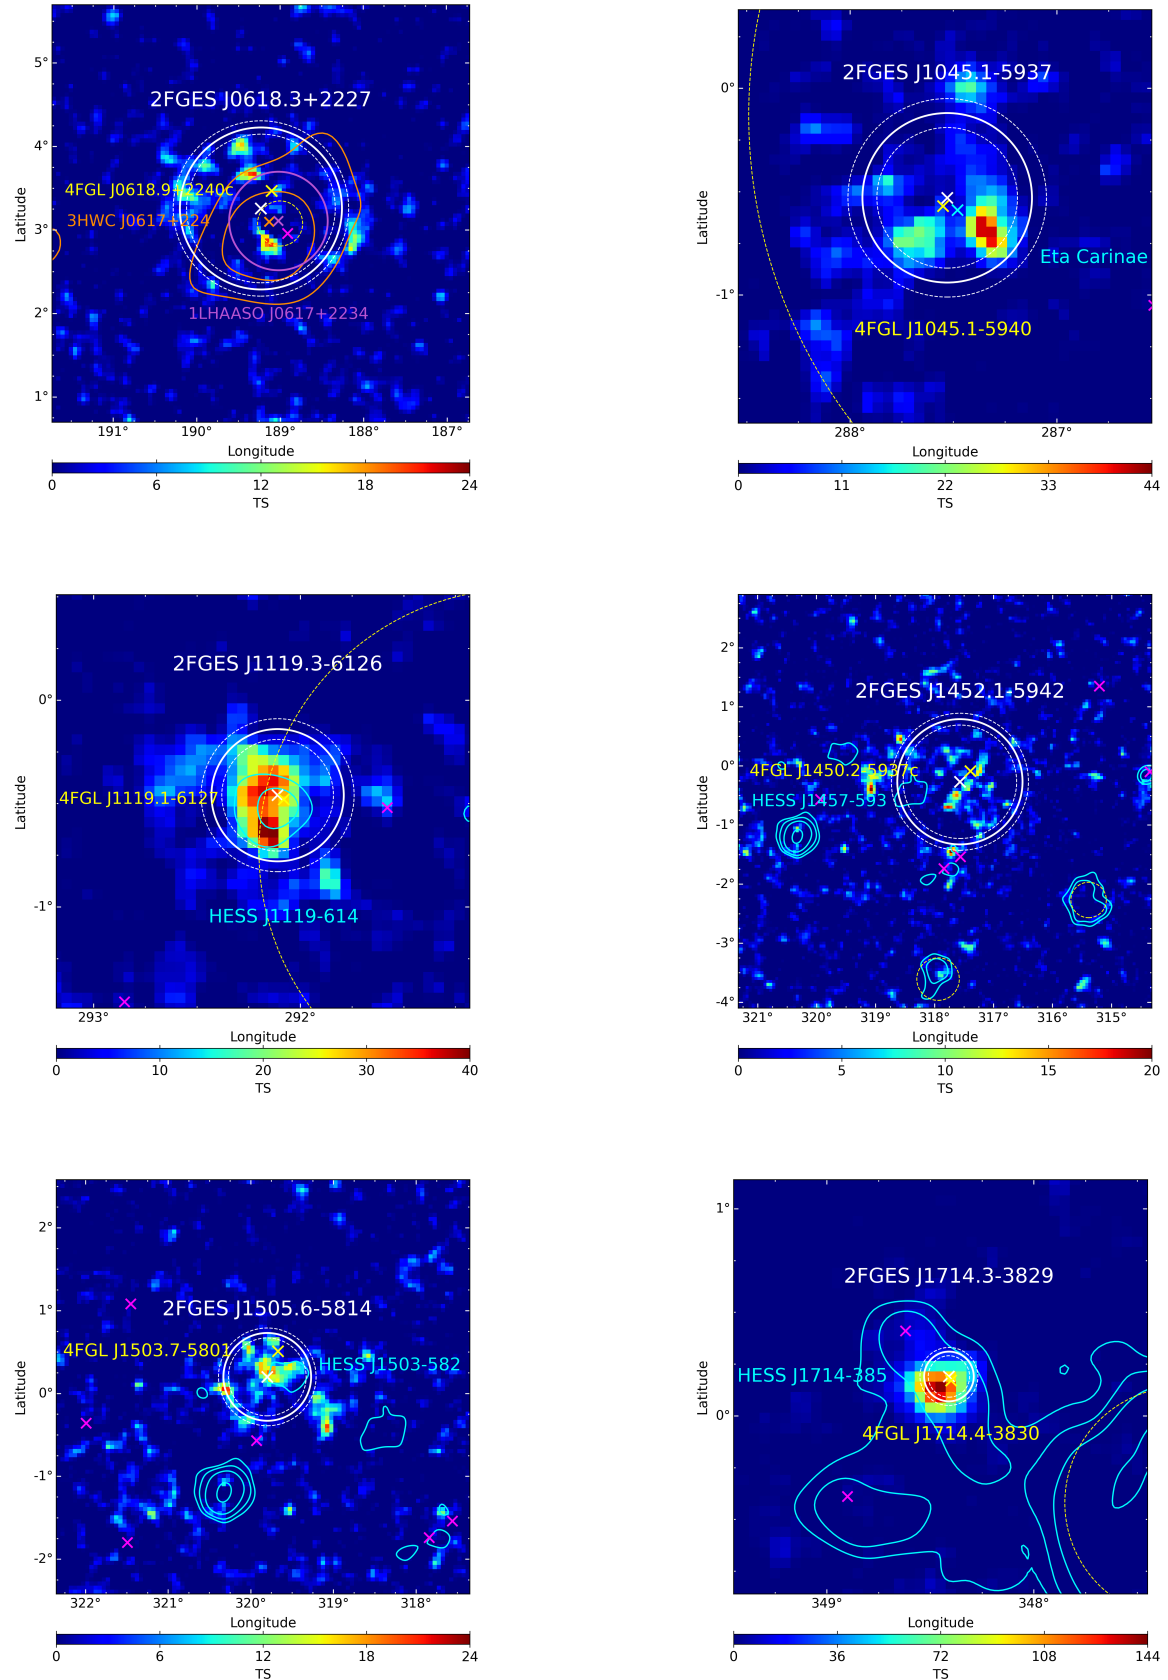 5°
4°
3°
2°
1°
Latitude
2FGES J0618.3+2227
4FGL J0618.9+2240c
3HWC J0617+224
1LHAASO J0617+2234
191° 190° 189° 188° 187°
Longitude
0 6 12 18 24
TS
0°
-1°
Latitude
2FGES J1045.1-5937
Eta Carinae
4FGL J1045.1-5940
288° 287°
Longitude
0 11 22 33 44
TS
0°
-1°
Latitude
2FGES J1119.3-6126
4FGL J1119.1-6127
HESS J1119-614
293° 292°
Longitude
0 10 20 30 40
TS
2°
1°
0°
-1°
-2°
-3°
-4°
Latitude
2FGES J1452.1-5942
4FGL J1450.2-5937c
HESS J1457-593
321° 320° 319° 318° 317° 316° 315°
Longitude
0 5 10 15 20
TS
2°
1°
0°
-1°
-2°
Latitude
2FGES J1505.6-5814
4FGL J1503.7-5801
HESS J1503-582
322° 321° 320° 319° 318°
Longitude
0 6 12 18 24
TS
1°
0°
Latitude
2FGES J1714.3-3829
HESS J1714-385
4FGL J1714.4-3830
349° 348°
Longitude
0 36 72 108 144
TS